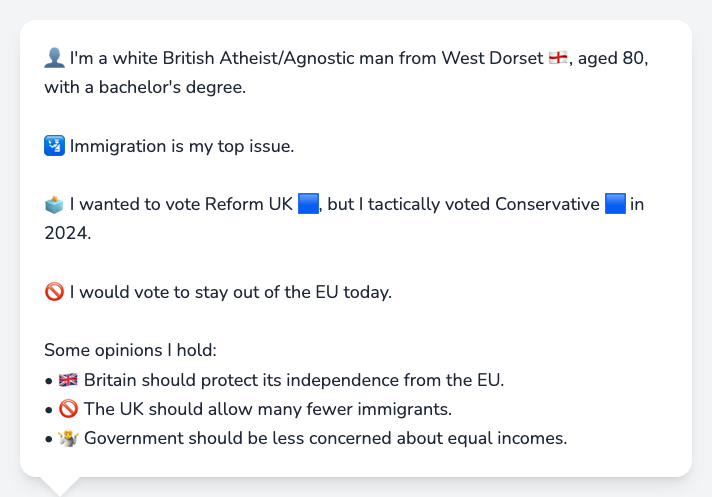 👤 I'm a white British Atheist/Agnostic man from West Dorset 🏴󠁧󠁢󠁥󠁮󠁧󠁿, aged 80,
with a bachelor's degree.
🛂 Immigration is my top issue.
🗳️ I wanted to vote Reform UK 🟦, but I tactically voted Conservative 🟦 in
2024.
🚫 I would vote to stay out of the EU today.
Some opinions I hold:
• 🇬🇧 Britain should protect its independence from the EU.
• 🚫 The UK should allow many fewer immigrants.
• 🤷 Government should be less concerned about equal incomes.